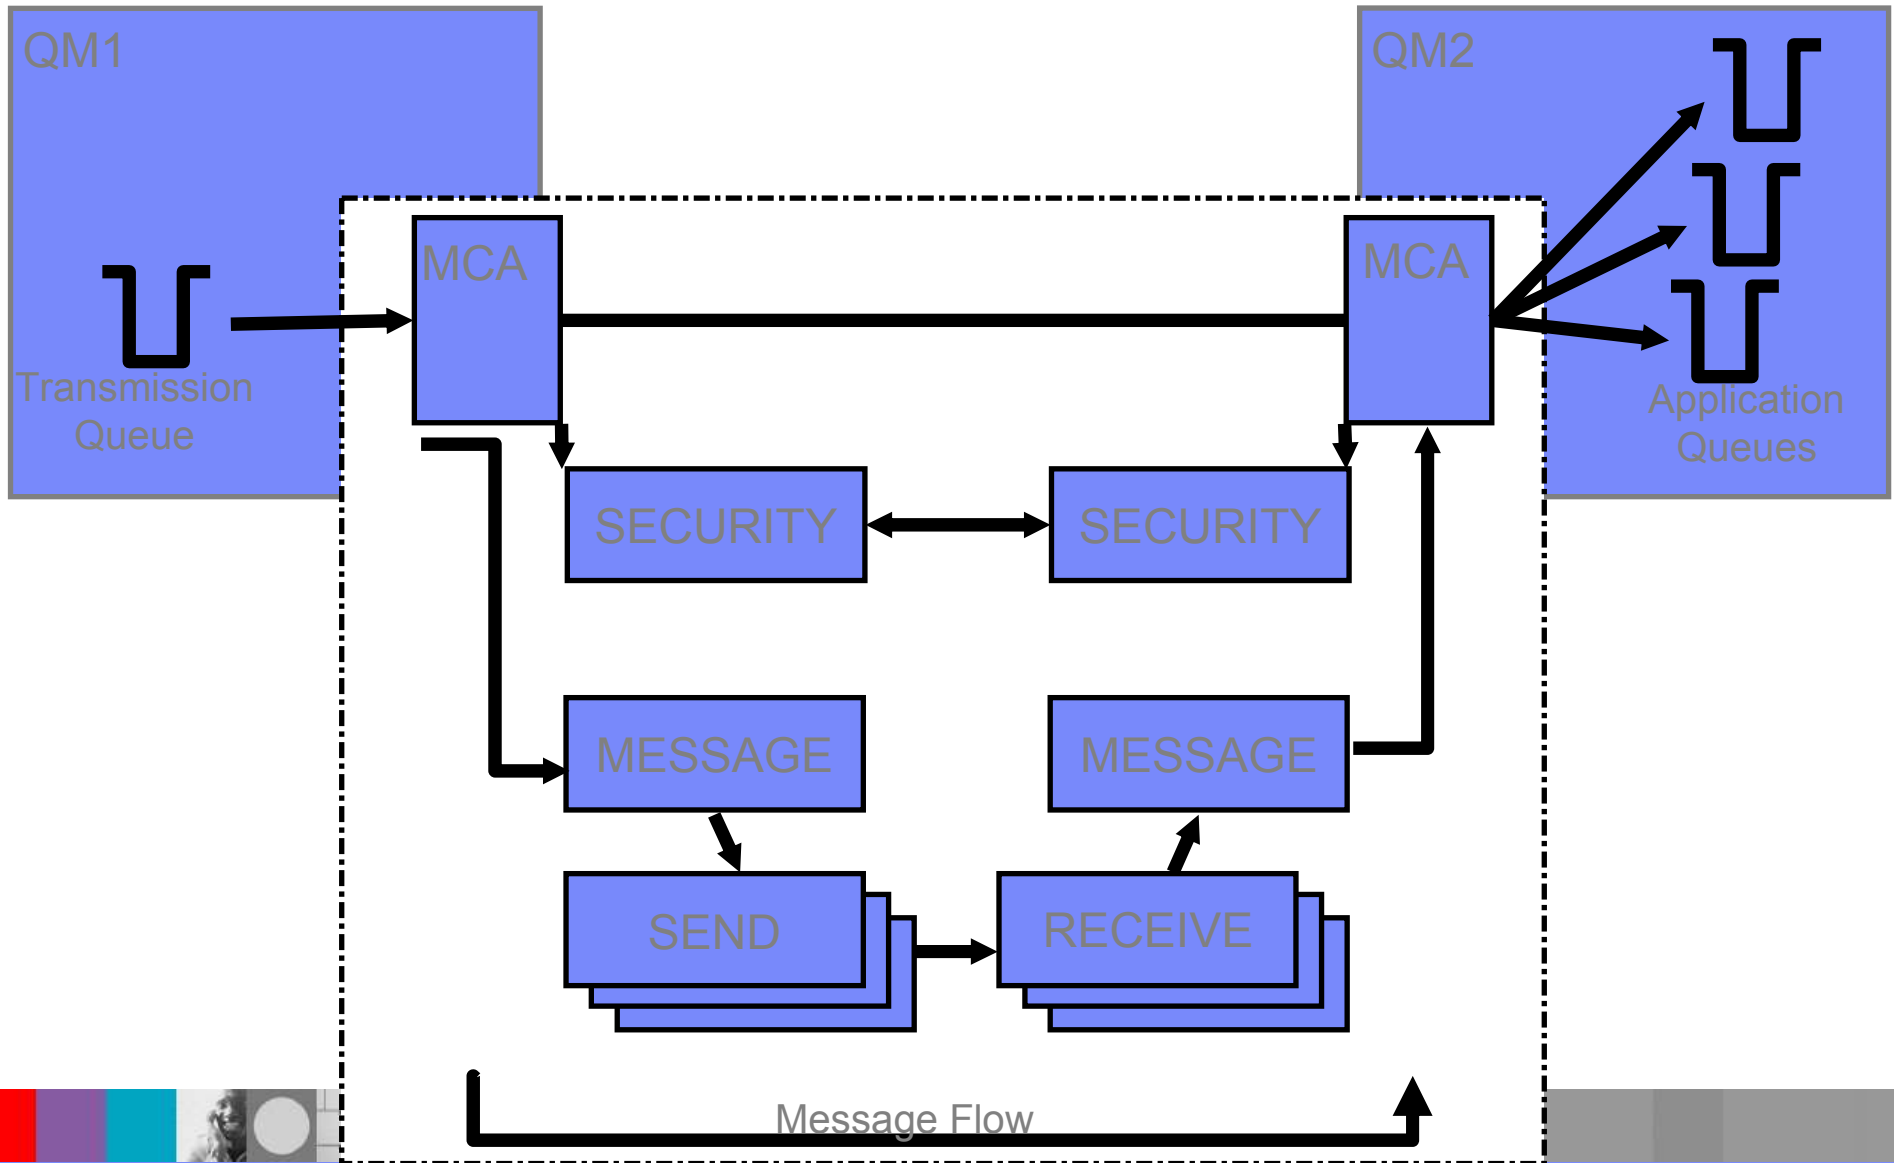 QM1
QM2
MCA
MCA
Transmission
Queue
Application
Queues
SECURITY
SECURITY
MESSAGE
MESSAGE
SEND
RECEIVE
Message Flow